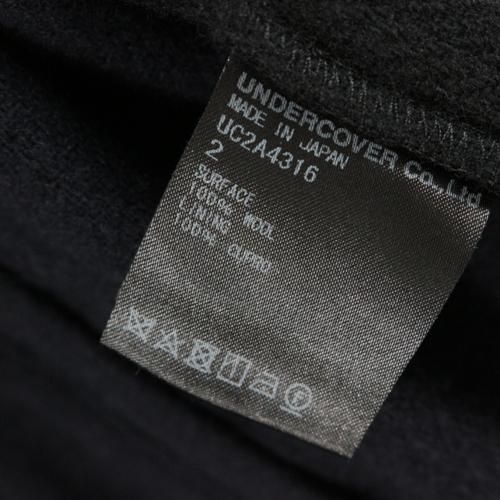 UNDERCOVER Co.,Ltd
MADE IN JAPAN
UC2A4316
2
SURFACE
100% WOOL
LINING
100% CUPRO